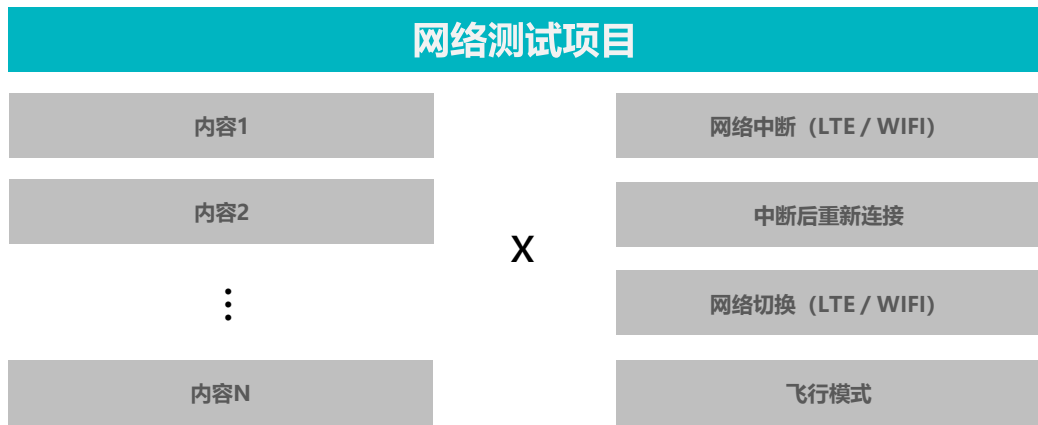 网络测试项目
内容1
网络中断（LTE / WIFI）
内容2
中断后重新连接
X
⋮
网络切换（LTE / WIFI）
内容N
飞行模式